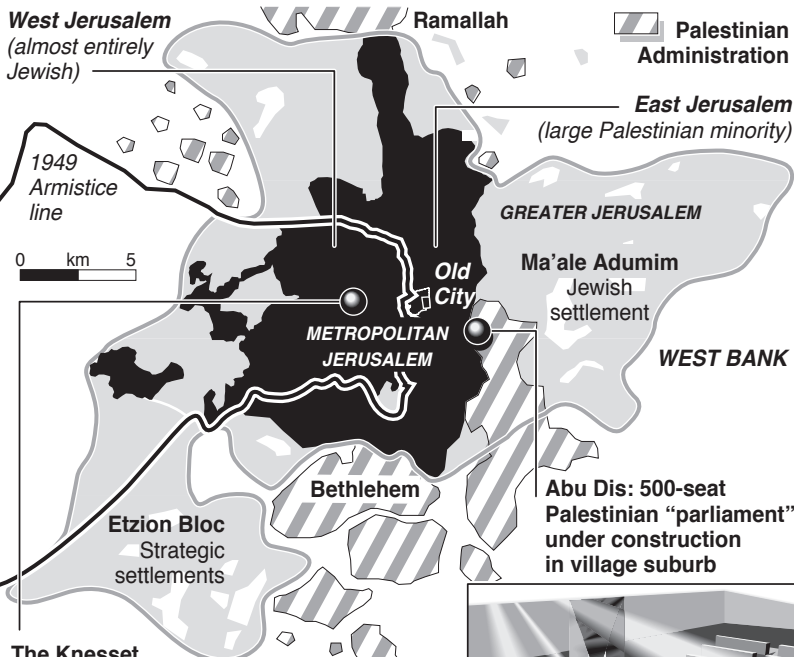 West Jerusalem
(almost entirely
Jewish)
Ramallah
Palestinian
Administration
East Jerusalem
(large Palestinian minority)
1949
Armistice
line
GREATER JERUSALEM
0 km 5
Old
City
Ma'ale Adumim
Jewish
settlement
METROPOLITAN
JERUSALEM
WEST BANK
Bethlehem
Abu Dis: 500-seat
Palestinian “parliament”
under construction
in village suburb
Etzion Bloc
Strategic
settlements
The Knesset